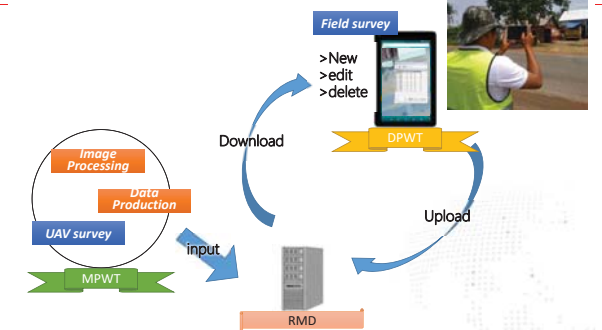 Field survey
>New
>edit
>delete
DPWT
Download
Image
Processing
Data
Production
UAV survey
MPWT
input
Upload
RMD